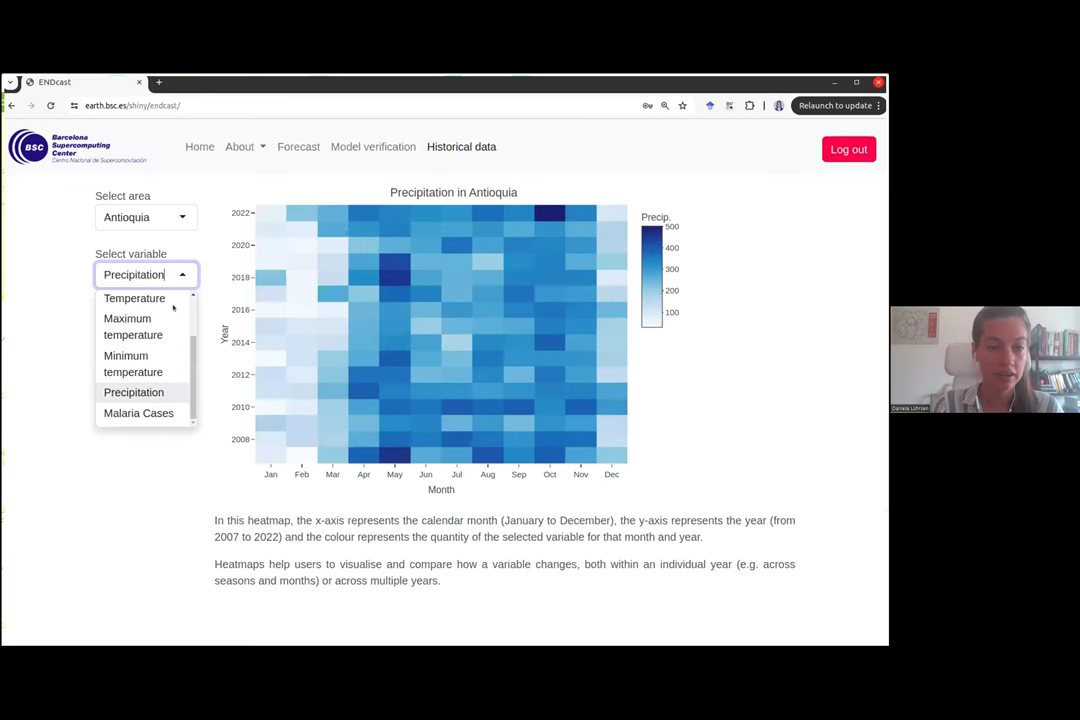 ENDcast
earth.bsc.es/shiny/endcast/
Relaunch to update
BSC
Barcelona
Supercomputing
Center
Centro Nacional de Supercomputación
Home
About
Forecast
Model verification
Historical data
Log out
Select area
Antioquia
Select variable
Precipitation
Temperature
Maximum
temperature
Minimum
temperature
Precipitation
Malaria Cases
Precipitation in Antioquia
Year
2022
2020
2018
2016
2014
2012
2010
2008
Jan Feb Mar Apr May Jun Jul Aug Sep Oct Nov Dec
Month
Precip.
500
400
300
200
100
In this heatmap, the x-axis represents the calendar month (January to December), the y-axis represents the year (from
2007 to 2022) and the colour represents the quantity of the selected variable for that month and year.
Heatmaps help users to visualise and compare how a variable changes, both within an individual year (e.g. across
seasons and months) or across multiple years.
Daniela Lührsen